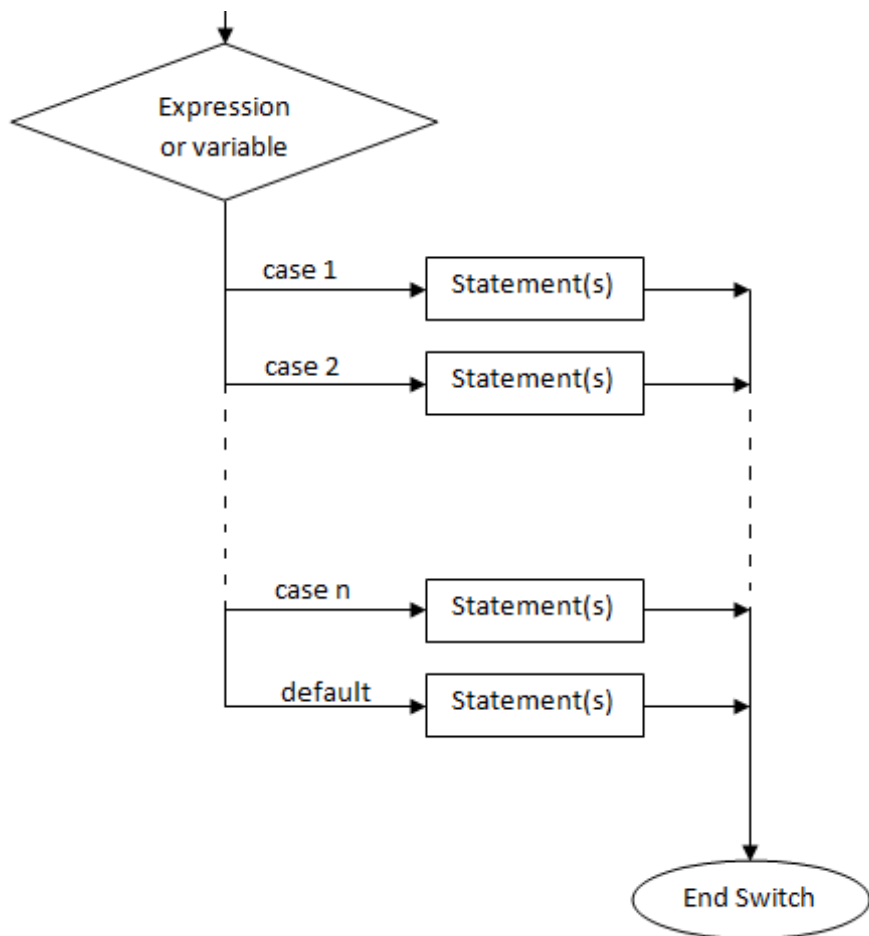 Expression
or variable
case 1
Statement(s)
case 2
Statement(s)
case n
Statement(s)
default
Statement(s)
End Switch